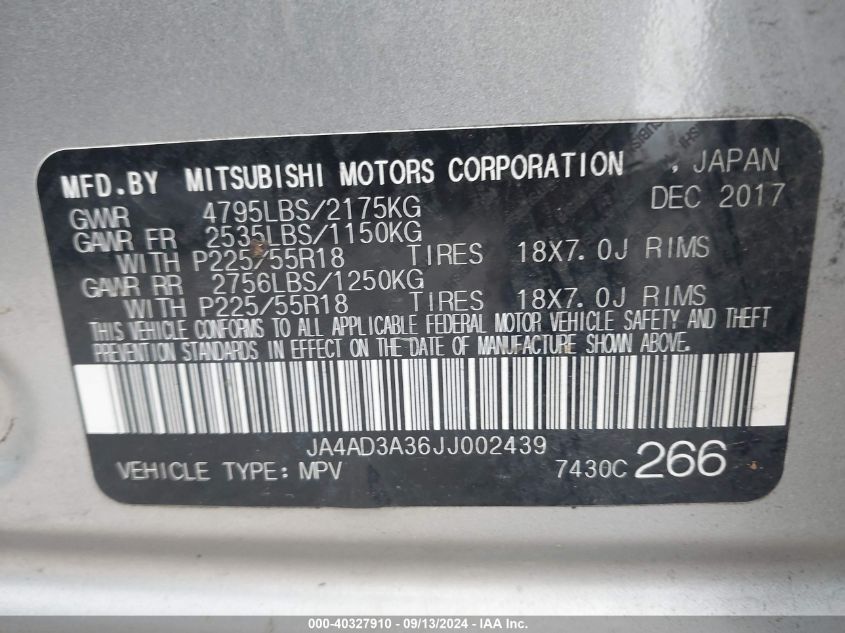 MFD.BY MITSUBISHI MOTORS CORPORATION , JAPAN
GWR 4795LBS/2175KG DEC 2017
GAWR FR 2535LBS/1150KG
WITH P225/55R18 TIRES 18X7.0J RIMS
GAWR RR 2756LBS/1250KG
WITH P225/55R18 TIRES 18X7.0J RIMS
THIS VEHICLE CONFORMS TO ALL APPLICABLE FEDERAL MOTOR VEHICLE SAFETY AND THEFT
PREVENTION STANDARDS IN EFFECT ON THE DATE OF MANUFACTURE SHOWN ABOVE.
JA4AD3A36JJ002439
VEHICLE TYPE: MPV 7430C 266
000-40327910 - 09/13/2024 - IAA Holdings, LLC.